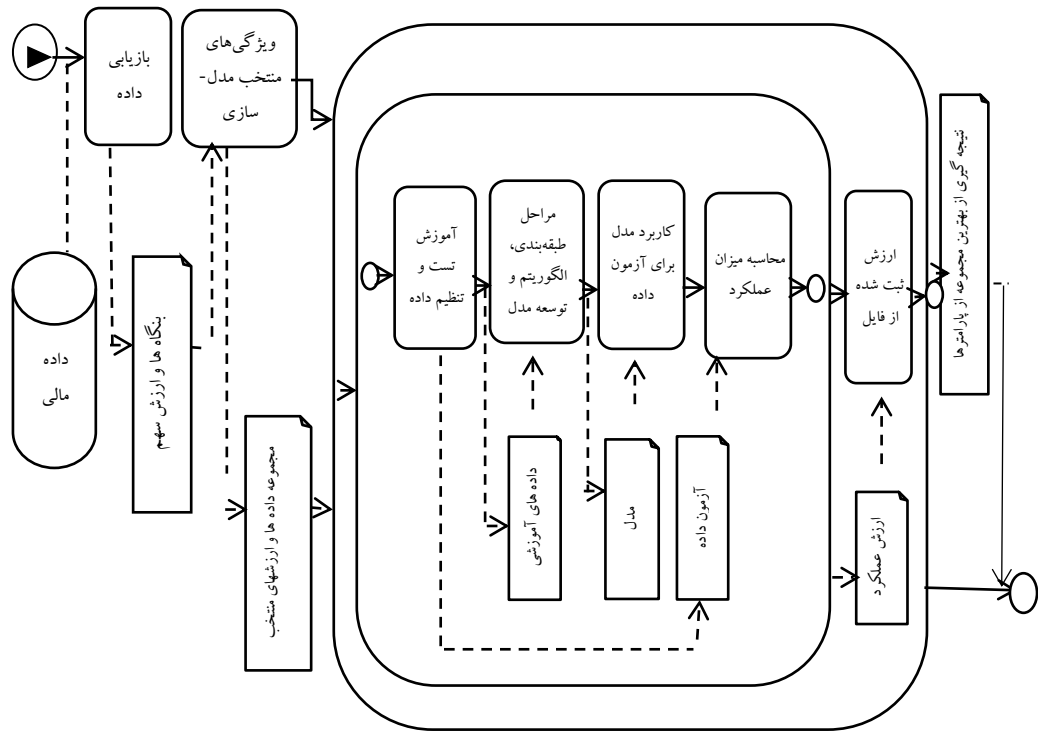 بازیابی
داده
ویژگی‌های
منتخب مدل-
سازی
داده
مالی
بنگاه ها و ارزش سهم
مجموعه داده ها و ارزشهای منتخب
آموزش
تست و
تنظیم داده
مراحل
طبقه‌بندی،
الگوریتم و
توسعه مدل
کاربرد مدل
برای آزمون
داده
محاسبه میزان
عملکرد
داده های آموزشی
مدل
آزمون داده
ارزش
ثبت شده
از فایل
ارزش عملکرد
نتیجه گیری از بهترین مجموعه از پارامترها